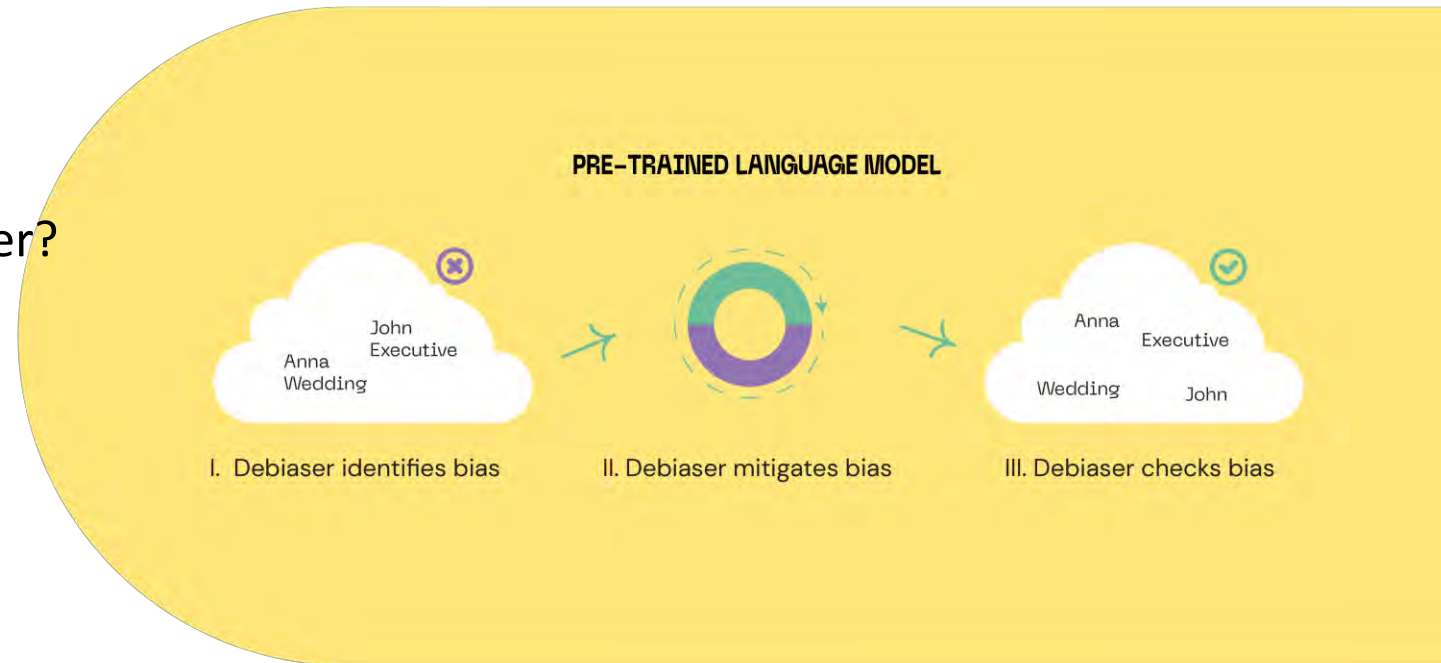 PRE-TRAINED LANGUAGE MODEL
er?
John
Executive
Anna
Wedding
Anna
Executive
Wedding
John
I. Debiaser identifies bias
II. Debiaser mitigates bias
III. Debiaser checks bias